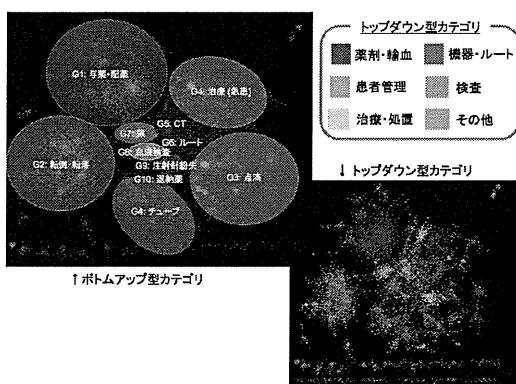 トップダウン型カテゴリ
薬剤・輸血
機器・ルート
患者管理
検査
治療・処置
その他
G1: 与薬・配薬
G4: 治療(急患)
G5: CT
G7: 薬
G6: ルート
G8: 血液検査
G2: 転倒・転落
G9: 注射針紛失
G10: 返納薬
G3: 点滴
G4: チューブ
↓ トップダウン型カテゴリ
↑ボトムアップ型カテゴリ